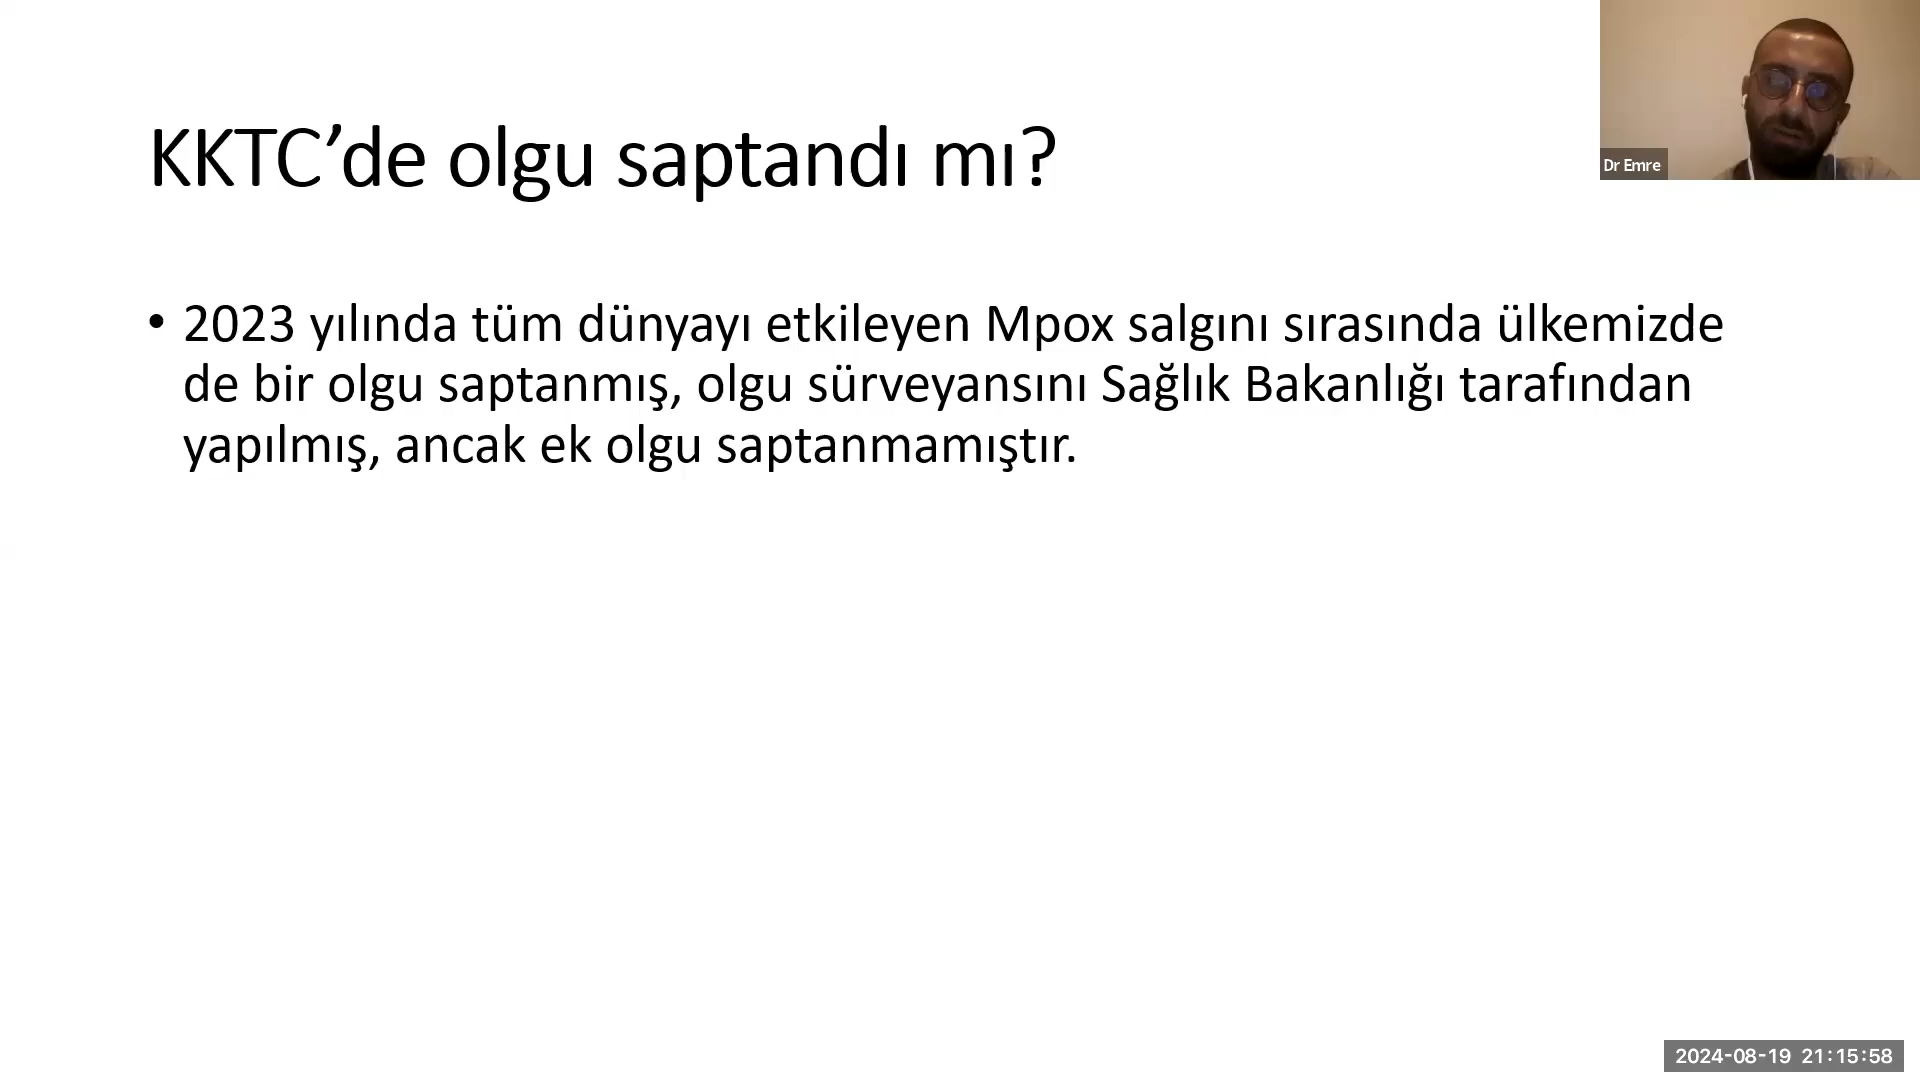 KKTC’de olgu saptandı mı?
• 2023 yılında tüm dünyayı etkileyen Mpox salgını sırasında ülkemizde
de bir olgu saptanmış, olgu sürveyansını Sağlık Bakanlığı tarafından
yapılmış, ancak ek olgu saptanmamıştır.
Dr Emre
2024-08-19 21:15:58